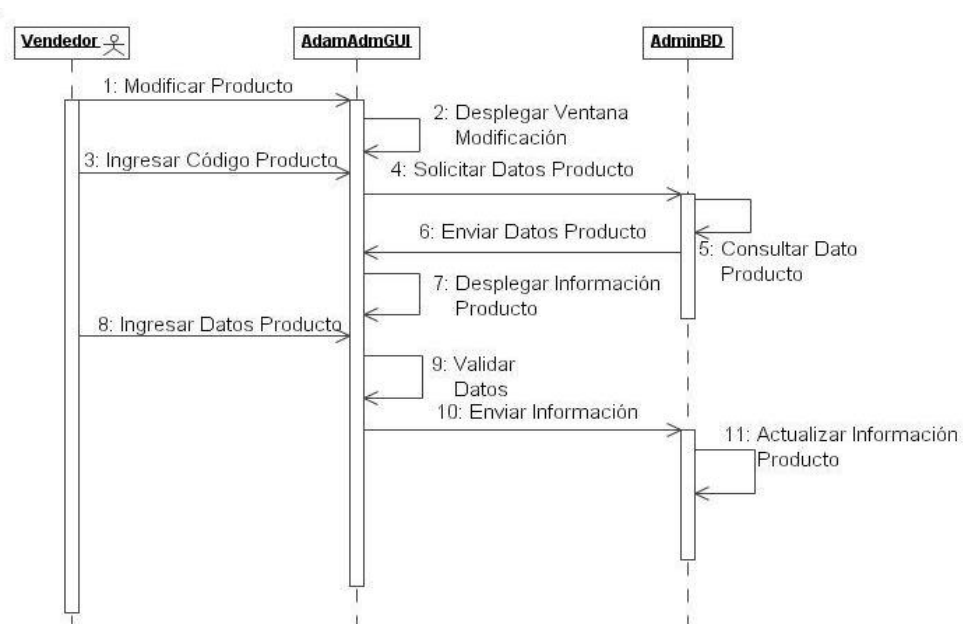 Vendedor
AdamAdmGUI
AdminBD
1: Modificar Producto
2: Desplegar Ventana
Modificación
3: Ingresar Código Producto
4: Solicitar Datos Producto
6: Enviar Datos Producto
5: Consultar Dato
Producto
7: Desplegar Información
Producto
8: Ingresar Datos Producto
9: Validar
Datos
10: Enviar Información
11: Actualizar Información
Producto